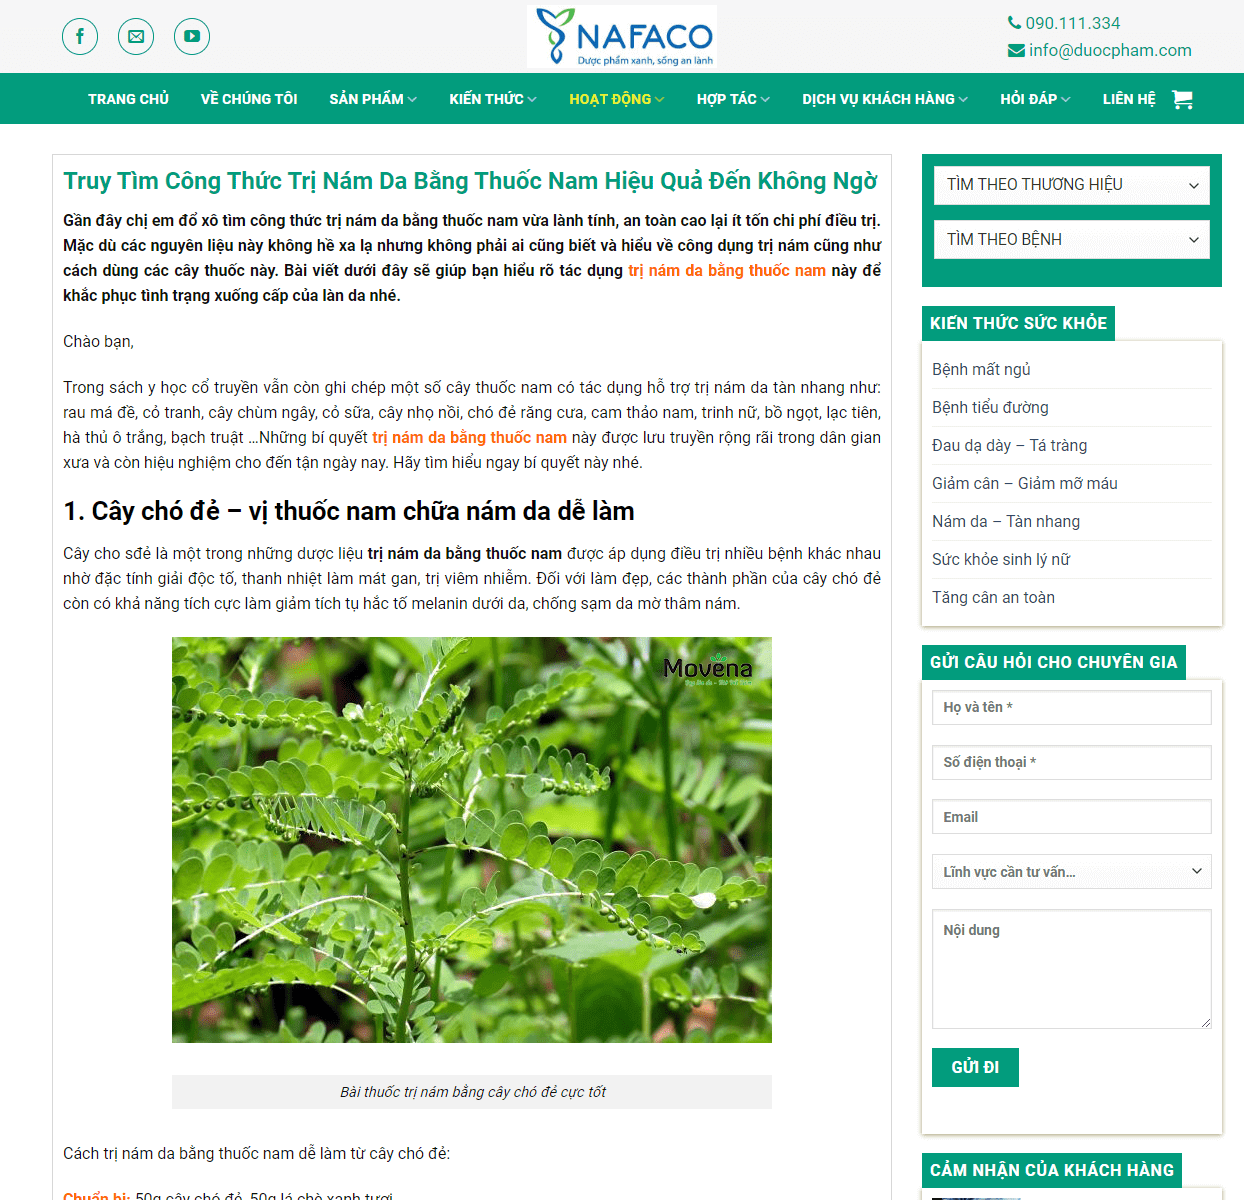 NAFACO
Dược phẩm xanh, sống an lành
090.111.334
info@duocpham.com
TRANG CHỦ VỀ CHÚNG TÔI SẢN PHẨM KIẾN THỨC HOẠT ĐỘNG HỢP TÁC DỊCH VỤ KHÁCH HÀNG HỎI ĐÁP LIÊN HỆ
Truy Tìm Công Thức Trị Nám Da Bằng Thuốc Nam Hiệu Quả Đến Không Ngờ
Gần đây chị em đổ xô tìm công thức trị nám da bằng thuốc nam vừa lành tính, an toàn cao lại ít tốn chi phí điều trị.
Mặc dù các nguyên liệu này không hề xa lạ nhưng không phải ai cũng biết và hiểu về công dụng trị nám cũng như
cách dùng các cây thuốc này. Bài viết dưới đây sẽ giúp bạn hiểu rõ tác dụng trị nám da bằng thuốc nam này để
khắc phục tình trạng xuống cấp của làn da nhé.
Chào bạn,
Trong sách y học cổ truyền vẫn còn ghi chép một số cây thuốc nam có tác dụng hỗ trợ trị nám da tàn nhang như:
rau má đề, cỏ tranh, cây chùm ngây, cỏ sữa, cây nhọ nồi, chó đẻ răng cưa, cam thảo nam, trinh nữ, bồ ngọt, lạc tiên,
hà thủ ô trắng, bạch truật ...Những bí quyết trị nám da bằng thuốc nam này được lưu truyền rộng rãi trong dân gian
xưa và còn hiệu nghiệm cho đến tận ngày nay. Hãy tìm hiểu ngay bí quyết này nhé.
1. Cây chó đẻ – vị thuốc nam chữa nám da dễ làm
Cây cho sđẻ là một trong những dược liệu trị nám da bằng thuốc nam được áp dụng điều trị nhiều bệnh khác nhau
nhờ đặc tính giải độc tố, thanh nhiệt làm mát gan, trị viêm nhiễm. Đối với làm đẹp, các thành phần của cây chó đẻ
còn có khả năng tích cực làm giảm tích tụ hắc tố melanin dưới da, chống sạm da mờ thâm nám.
Movena
Bài thuốc trị nám bằng cây chó đẻ cực tốt
Cách trị nám da bằng thuốc nam dễ làm từ cây chó đẻ:
Chuẩn bị: 50g cây chó đẻ, 50g lá chè xanh tươi
TÌM THEO THƯƠNG HIỆU
TÌM THEO BỆNH
KIẾN THỨC SỨC KHỎE
Bệnh mất ngủ
Bệnh tiểu đường
Đau dạ dày – Tá tràng
Giảm cân – Giảm mỡ máu
Nám da – Tàn nhang
Sức khỏe sinh lý nữ
Tăng cân an toàn
GỬI CÂU HỎI CHO CHUYÊN GIA
Họ và tên *
Số điện thoại *
Email
Lĩnh vực cần tư vấn...
Nội dung
GỬI ĐI
CẢM NHẬN CỦA KHÁCH HÀNG